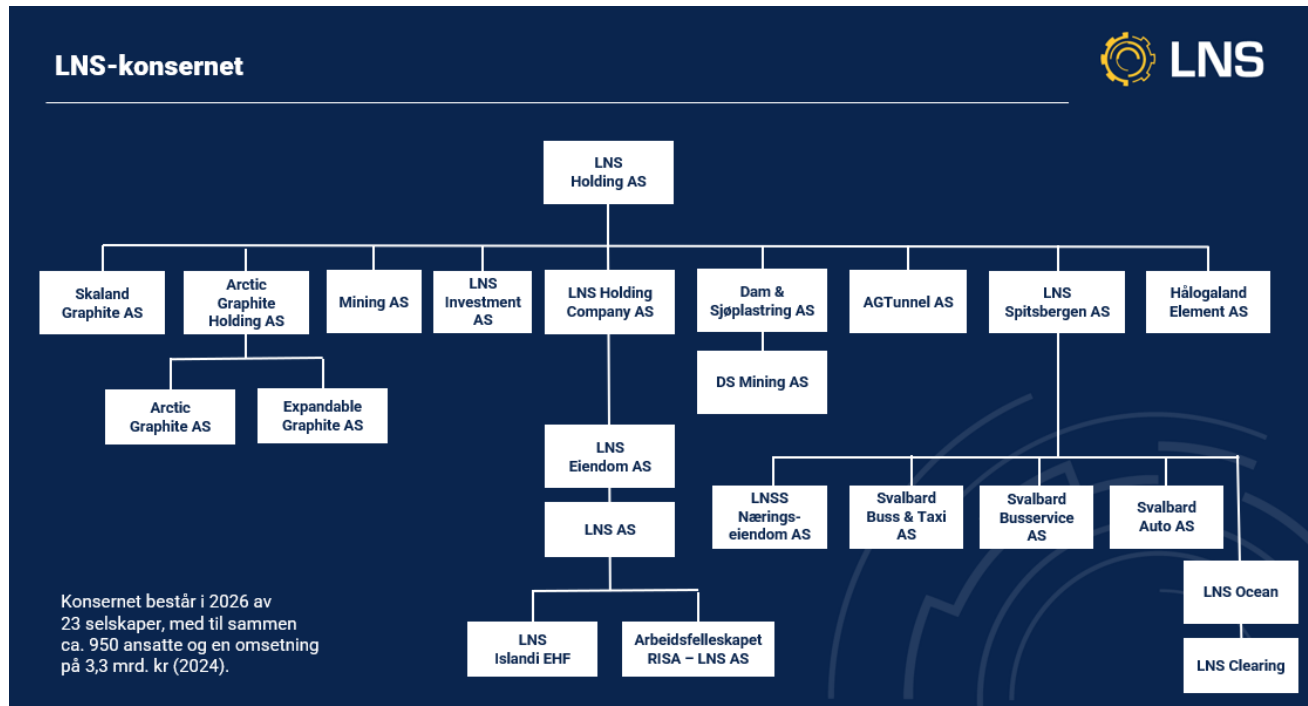 LNS-konsernet
LNS
LNS
Holding AS
Skaland
Graphite AS
Arctic
Graphite
Holding AS
Mining AS
LNS
Investment
AS
LNS Holding
Company AS
Dam &
Sjøplastring AS
AGTunnel AS
LNS
Spitsbergen AS
Hålogaland
Element AS
DS Mining AS
Arctic
Graphite AS
Expandable
Graphite AS
LNS
Eiendom AS
LNS AS
LNSS
Nærings-
eiendom AS
Svalbard
Buss & Taxi
AS
Svalbard
Busservice
AS
Svalbard
Auto AS
LNS Ocean
LNS Clearing
LNS
Islandi EHF
Arbeidsfelleskapet
RISA – LNS AS
Konsernet består i 2026 av
23 selskaper, med til sammen
ca. 950 ansatte og en omsetning
på 3,3 mrd. kr (2024).